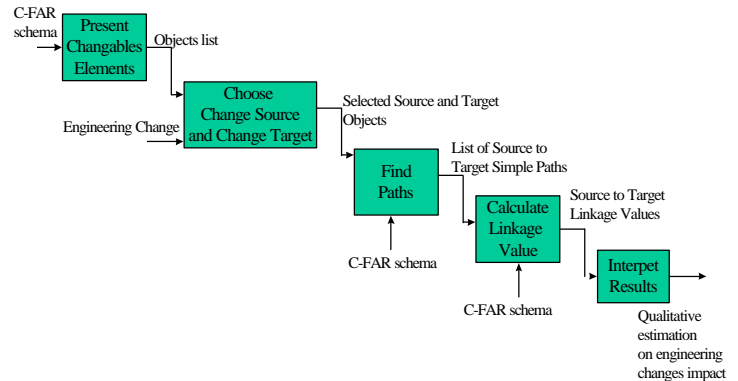 C-FAR
schema
Present
Changables
Elements
Objects list
Engineering Change
Choose
Change Source
and Change Target
Selected Source and Target
Objects
Find
Paths
C-FAR schema
List of Source to
Target Simple Paths
Calculate
Linkage
Value
C-FAR schema
Source to Target
Linkage Values
Interpet
Results
Qualitative
estimation
on engineering
changes impact